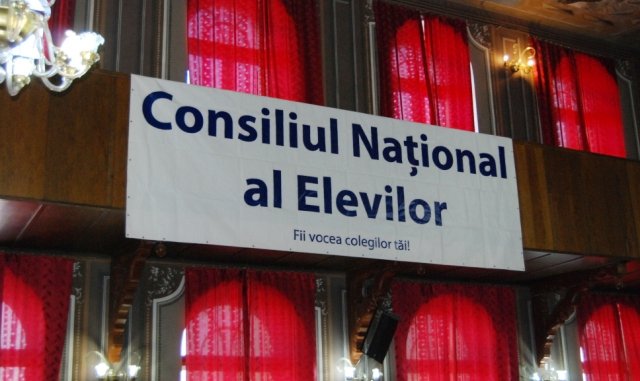 Consiliul Național
al Elevilor
Fii vocea colegilor tăi!